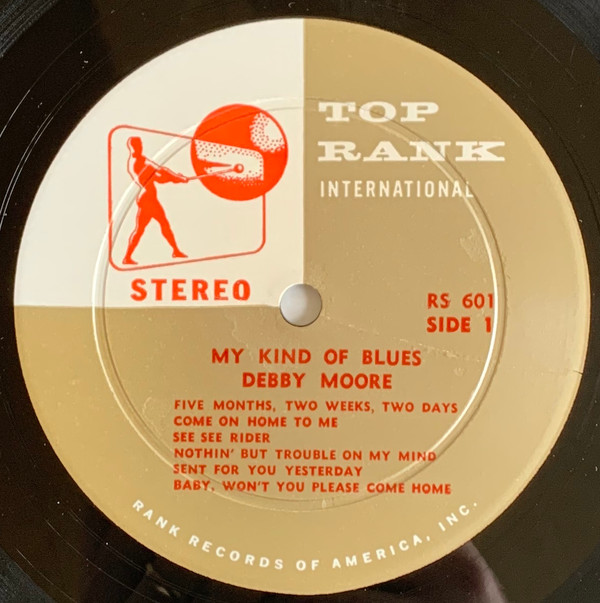 TOP
RANK
INTERNATIONAL
STEREO
RS 601
SIDE 1
MY KIND OF BLUES
DEBBY MOORE
FIVE MONTHS, TWO WEEKS, TWO DAYS
COME ON HOME TO ME
SEE SEE RIDER
NOTHIN' BUT TROUBLE ON MY MIND
SENT FOR YOU YESTERDAY
BABY, WON'T YOU PLEASE COME HOME
RANK RECORDS OF AMERICA, INC.